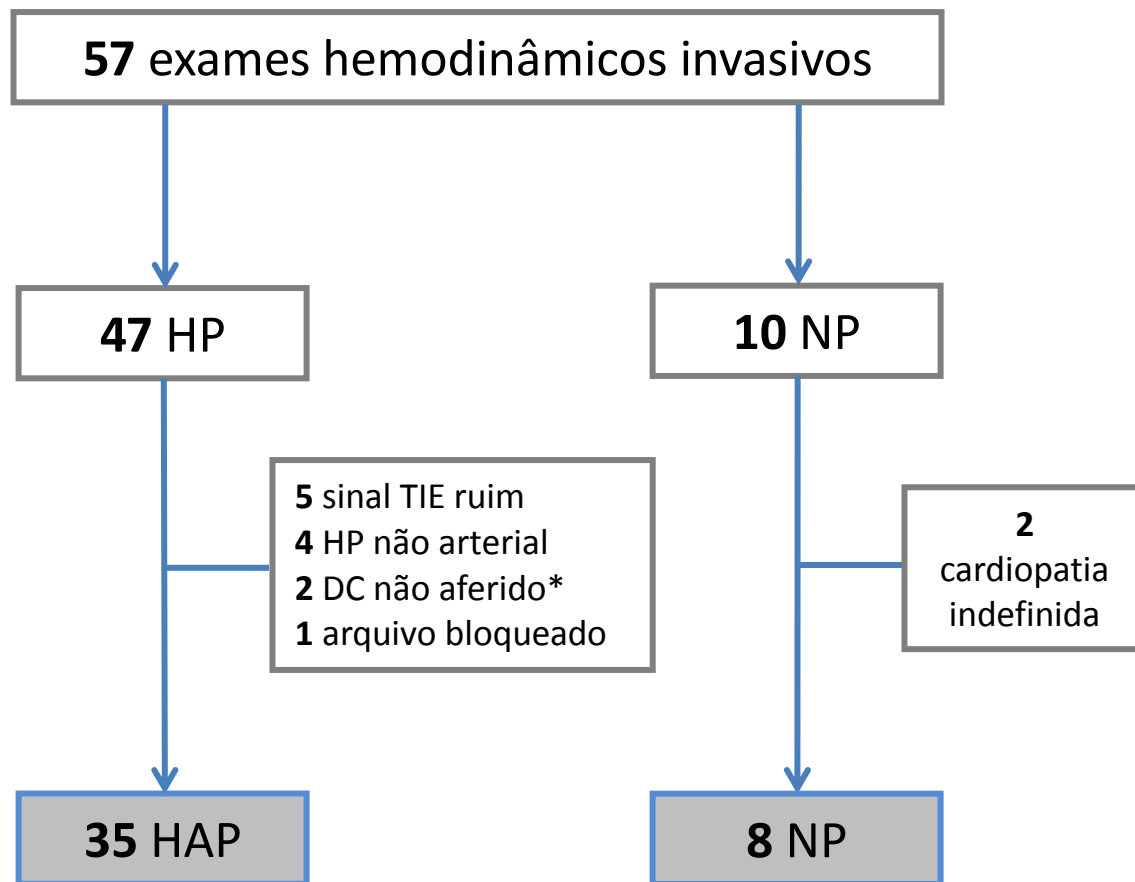 57 exames hemodinâmicos invasivos
47 HP
10 NP
5 sinal TIE ruim
4 HP não arterial
2 DC não aferido*
1 arquivo bloqueado
2
cardiopatia
indefinida
35 HAP
8 NP